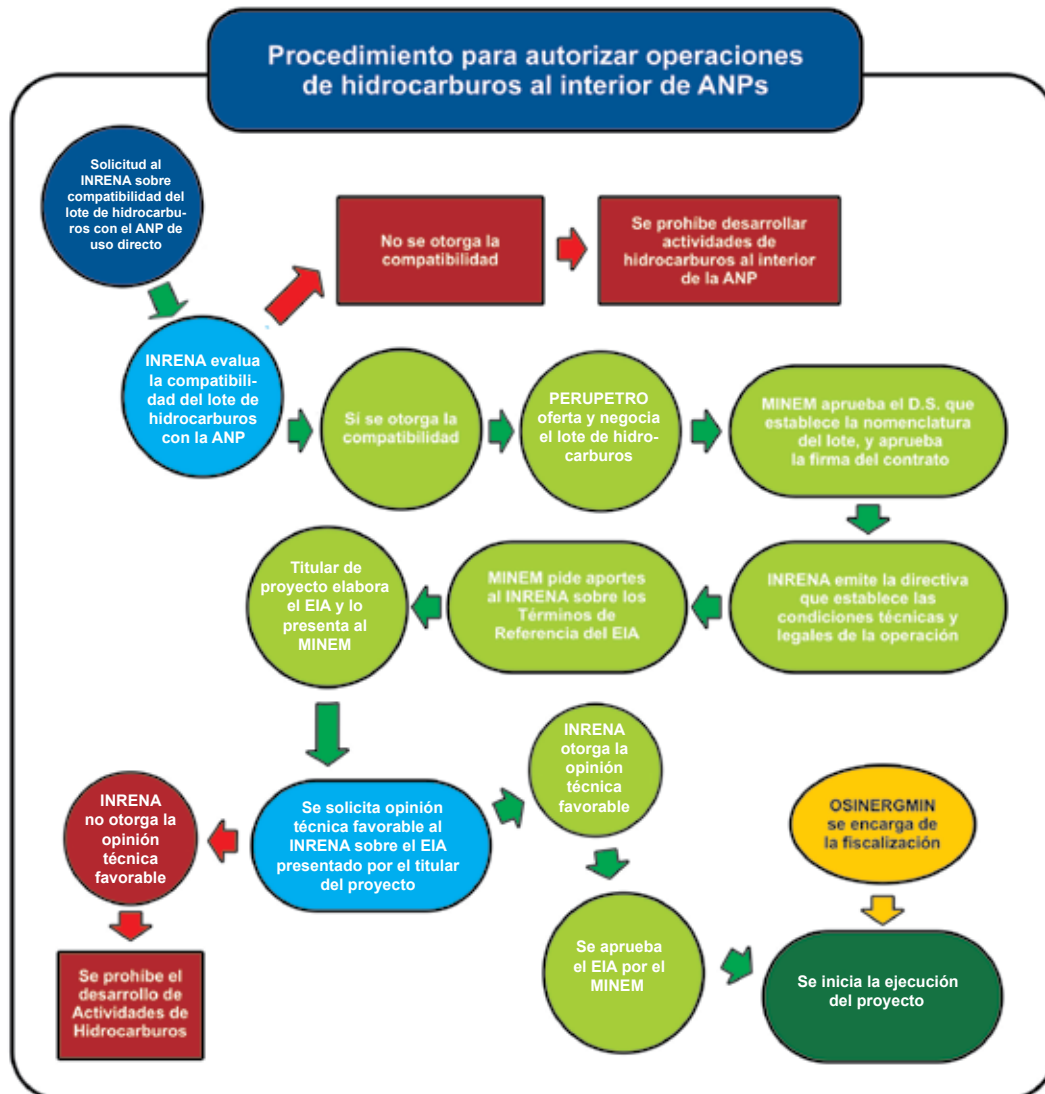 Procedimiento para autorizar operaciones
de hidrocarburos al interior de ANPs
Solicitud al
INRENA sobre
compatibilidad del
lote de hidrocarbu-
ros con el ANP de
uso directo
No se otorga la
compatibilidad
Se prohíbe desarrollar
actividades de
hidrocarburos al interior
de la ANP
INRENA evalua
la compatibili-
dad del lote de
hidrocarburos
con la ANP
Sí se otorga la
compatibilidad
PERUPETRO
oferta y negocia
el lote de hidro-
carburos
MINEM aprueba el D.S. que
establece la nomenclatura
del lote, y aprueba
la firma del contrato
INRENA emite la directiva
que establece las
condiciones técnicas y
legales de la operación
MINEM pide aportes
al INRENA sobre los
Términos de
Referencia del EIA
Titular de
proyecto elabora
el EIA y lo
presenta al
MINEM
Se solicita opinión
técnica favorable al
INRENA sobre el EIA
presentado por el titular
del proyecto
INRENA
no otorga la
opinión
técnica
favorable
Se prohíbe el
desarrollo de
Actividades de
Hidrocarburos
INRENA
otorga la
opinión
técnica
favorable
Se aprueba
el EIA por el
MINEM
OSINERGMIN
se encarga de
la fiscalización
Se inicia la ejecución
del proyecto